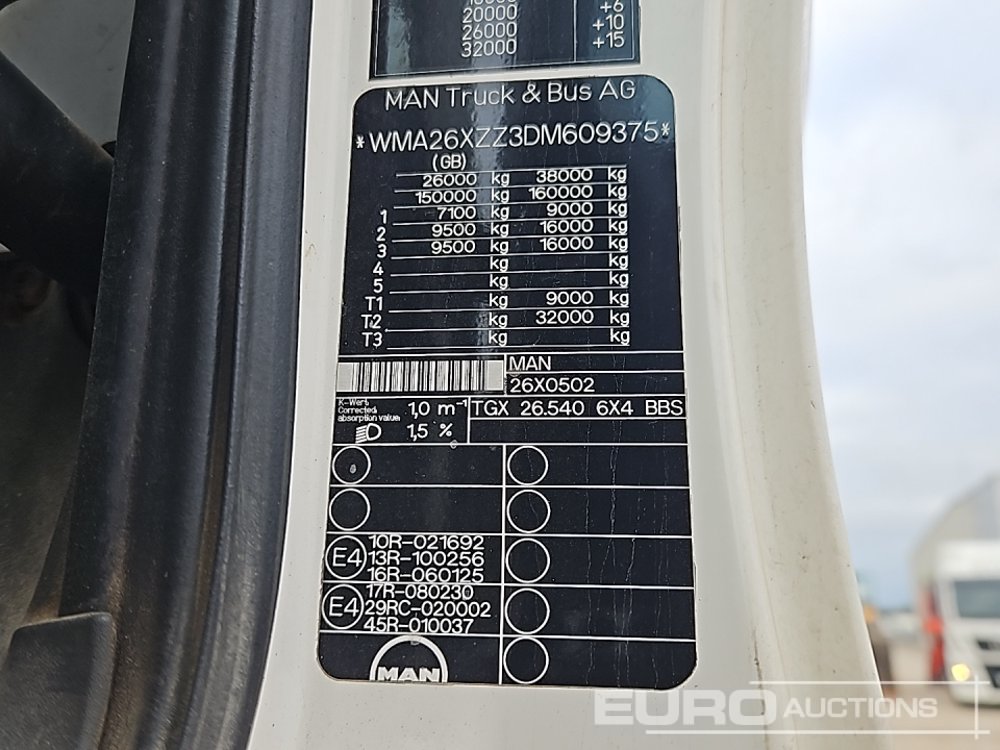 20000 +6
26000 +10
32000 +15
MAN Truck & Bus AG
*WMA26XZZ3DM609375*
(GB)
26000 kg 38000 kg
150000 kg 160000 kg
1 7100 kg 9000 kg
2 9500 kg 16000 kg
3 9500 kg 16000 kg
4 kg kg
5 kg kg
T1 kg 9000 kg
T2 kg 32000 kg
T3 kg kg
MAN
26X0502
K-Wert
Corrected
absorption value
1,0 m⁻¹
1,5 %
TGX 26.540 6X4 BBS
E4
10R-021692
13R-100256
16R-060125
E4
17R-080230
29RC-020002
45R-010037
MAN
EURO AUCTIONS